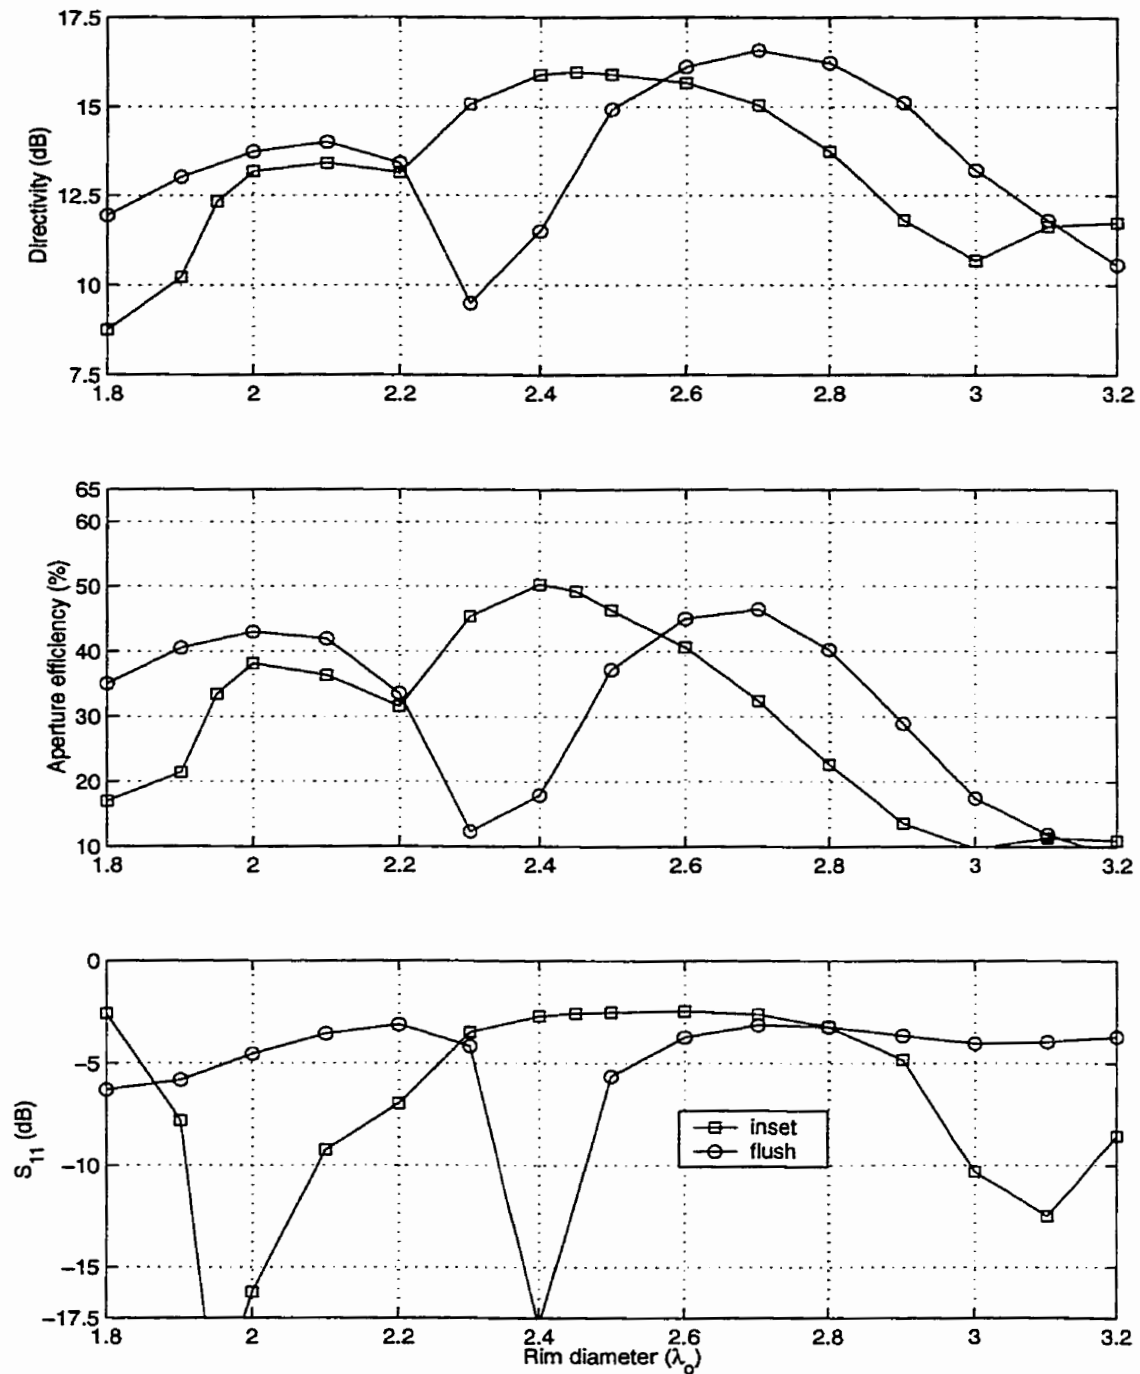 17.5
15
12.5
10
7.5
Directivity (dB)
1.8 2 2.2 2.4 2.6 2.8 3 3.2
65
60
50
40
30
20
10
Aperture efficiency (%)
1.8 2 2.2 2.4 2.6 2.8 3 3.2
0
−5
−10
−15
−17.5
S11 (dB)
inset
flush
1.8 2 2.2 2.4 2.6 2.8 3 3.2
Rim diameter (λo)